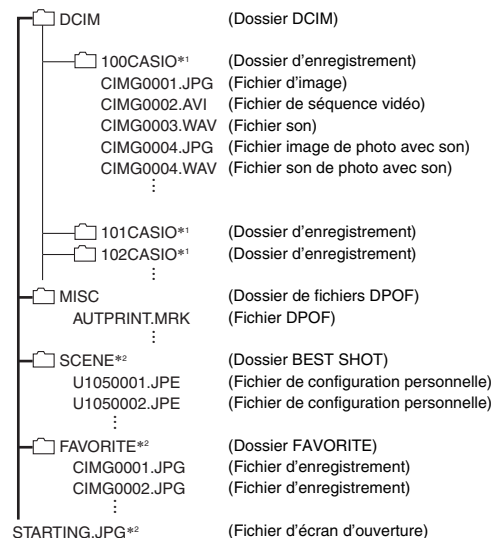 DCIM (Dossier DCIM)
100CASIO*1 (Dossier d'enregistrement)
CIMG0001.JPG (Fichier d'image)
CIMG0002.AVI (Fichier de séquence vidéo)
CIMG0003.WAV (Fichier son)
CIMG0004.JPG (Fichier image de photo avec son)
CIMG0004.WAV (Fichier son de photo avec son)
101CASIO*1 (Dossier d'enregistrement)
102CASIO*1 (Dossier d'enregistrement)
MISC (Dossier de fichiers DPOF)
AUTPRINT.MRK (Fichier DPOF)
SCENE*2 (Dossier BEST SHOT)
U1050001.JPE (Fichier de configuration personnelle)
U1050002.JPE (Fichier de configuration personnelle)
FAVORITE*2 (Dossier FAVORITE)
CIMG0001.JPG (Fichier d'enregistrement)
CIMG0002.JPG (Fichier d'enregistrement)
STARTING.JPG*2 (Fichier d'écran d'ouverture)